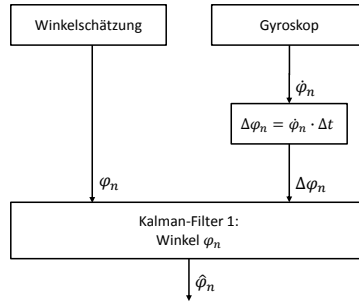 Winkelschätzung
Gyroskop
φ̇ₙ
Δφₙ = φ̇ₙ · Δt
φₙ
Δφₙ
Kalman-Filter 1:
Winkel φₙ
φ̂ₙ